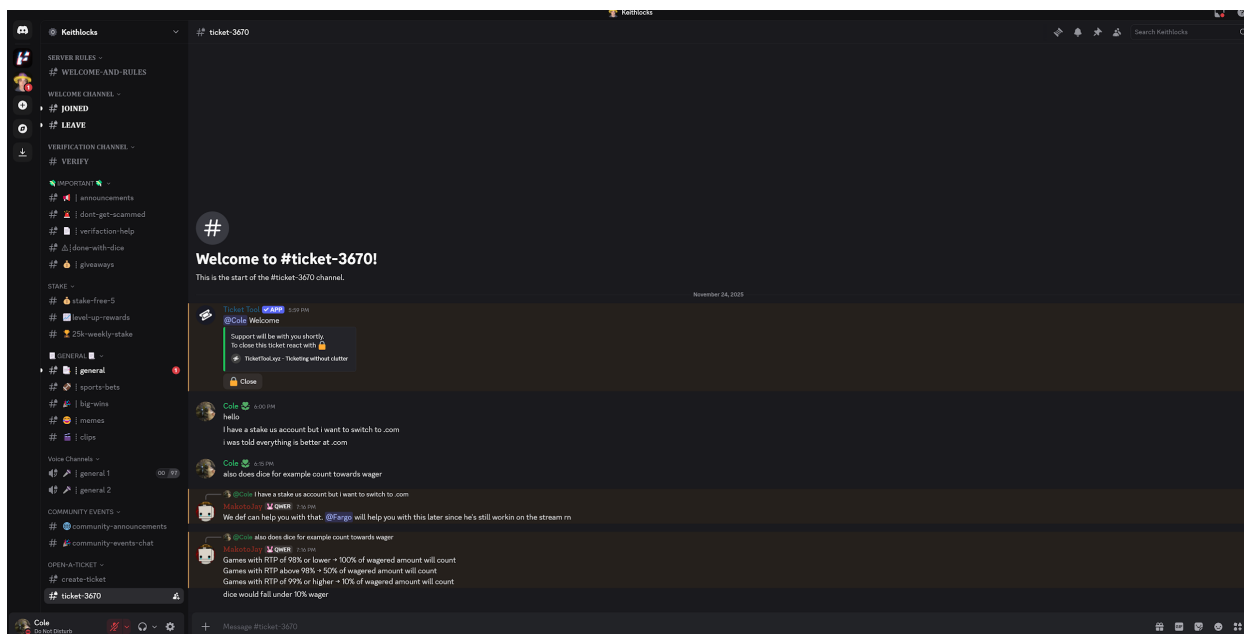 Keithlocks
Keithlocks
SERVER RULES
WELCOME-AND-RULES
WELCOME CHANNEL
JOINED
LEAVE
VERIFICATION CHANNEL
VERIFY
IMPORTANT
| announcements
⁝ dont-get-scammed
⁝ verifaction-help
|done-with-dice
| giveaways
STAKE
stake-free-5
level-up-rewards
25k-weekly-stake
GENERAL
⁝ general
1
⁝ sports-bets
| big-wins
⁝ memes
⁝ clips
Voice Channels
| general 1
00 97
| general 2
COMMUNITY EVENTS
community-announcements
community-events-chat
OPEN-A-TICKET
create-ticket
ticket-3670
Cole
Do Not Disturb
ticket-3670
Search Keithlocks
Welcome to #ticket-3670!
This is the start of the #ticket-3670 channel.
November 24, 2025
Ticket Tool APP 5:59 PM
@Cole Welcome
Support will be with you shortly.
To close this ticket react with 🔒
TicketTool.xyz - Ticketing without clutter
Close
Cole 6:00 PM
hello
I have a stake us account but i want to switch to .com
i was told everything is better at .com
Cole 6:15 PM
also does dice for example count towards wager
@Cole I have a stake us account but i want to switch to .com
MakotoJay QWER 7:16 PM
We def can help you with that. @Fargo will help you with this later since he's still workin on the stream rn
@Cole also does dice for example count towards wager
MakotoJay QWER 7:16 PM
Games with RTP of 98% or lower → 100% of wagered amount will count
Games with RTP above 98% → 50% of wagered amount will count
Games with RTP of 99% or higher → 10% of wagered amount will count
dice would fall under 10% wager
Message #ticket-3670